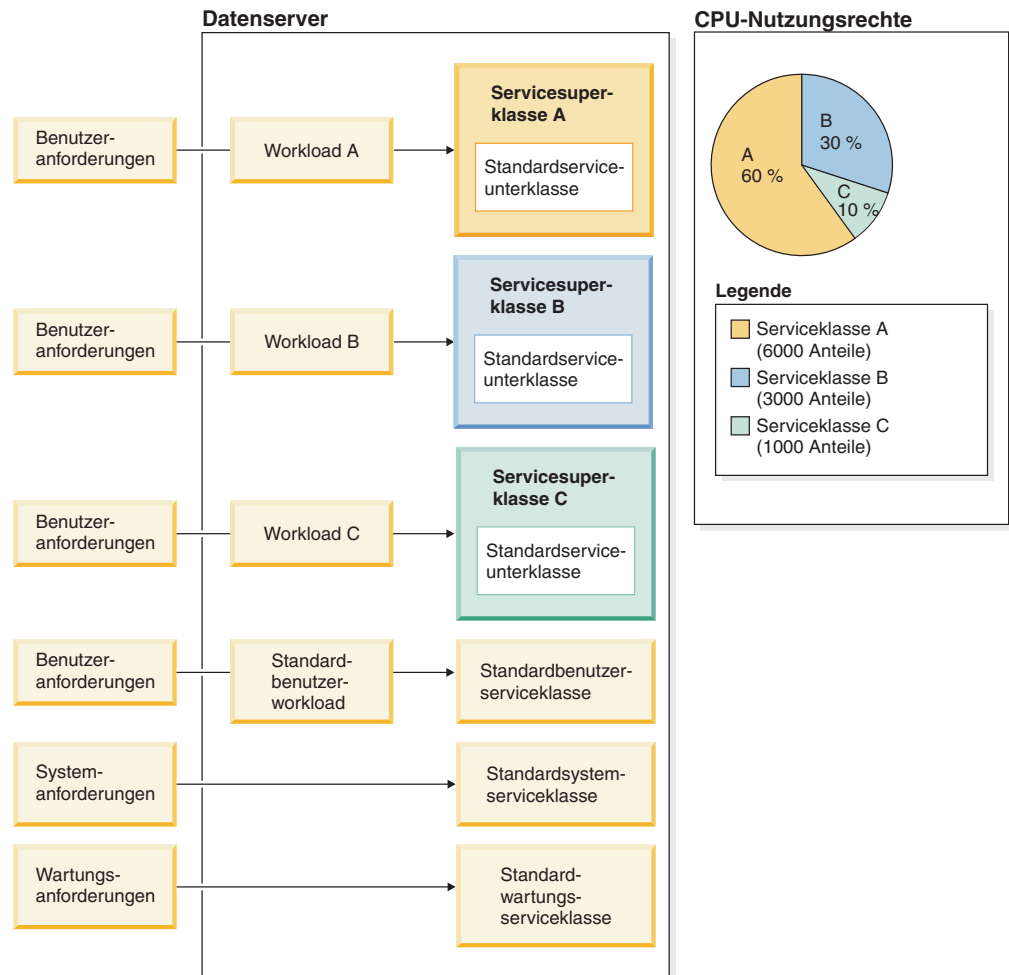 Datenserver
CPU-Nutzungsrechte
Benutzer-
anforderungen
Workload A
Servicesuper-
klasse A
Standardservice-
unterklasse
Benutzer-
anforderungen
Workload B
Servicesuper-
klasse B
Standardservice-
unterklasse
Benutzer-
anforderungen
Workload C
Servicesuper-
klasse C
Standardservice-
unterklasse
Benutzer-
anforderungen
Standard-
benutzer-
workload
Standardbenutzer-
serviceklasse
System-
anforderungen
Standardsystem-
serviceklasse
Wartungs-
anforderungen
Standard-
wartungs-
serviceklasse
A
60 %
B
30 %
C
10 %
Legende
Serviceklasse A
(6000 Anteile)
Serviceklasse B
(3000 Anteile)
Serviceklasse C
(1000 Anteile)